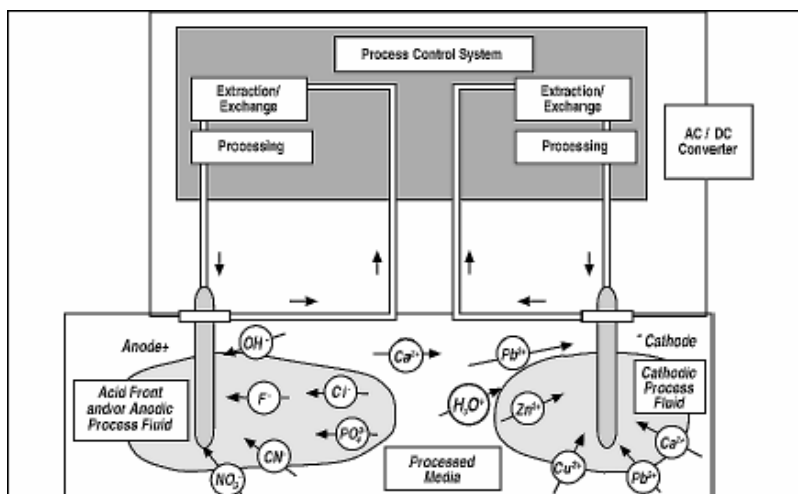 Process Control System
Extraction/
Exchange
Extraction/
Exchange
Processing
Processing
AC / DC
Converter
Anode+
OH-
Ca2+
Pb2+
- Cathode
Acid Front
and/or Anodic
Process Fluid
F-
Cl-
H3O+
Zn2+
Cathodic
Process
Fluid
PO43-
CN-
NO3-
Processed
Media
Cu2+
Pb2+
Ca2+